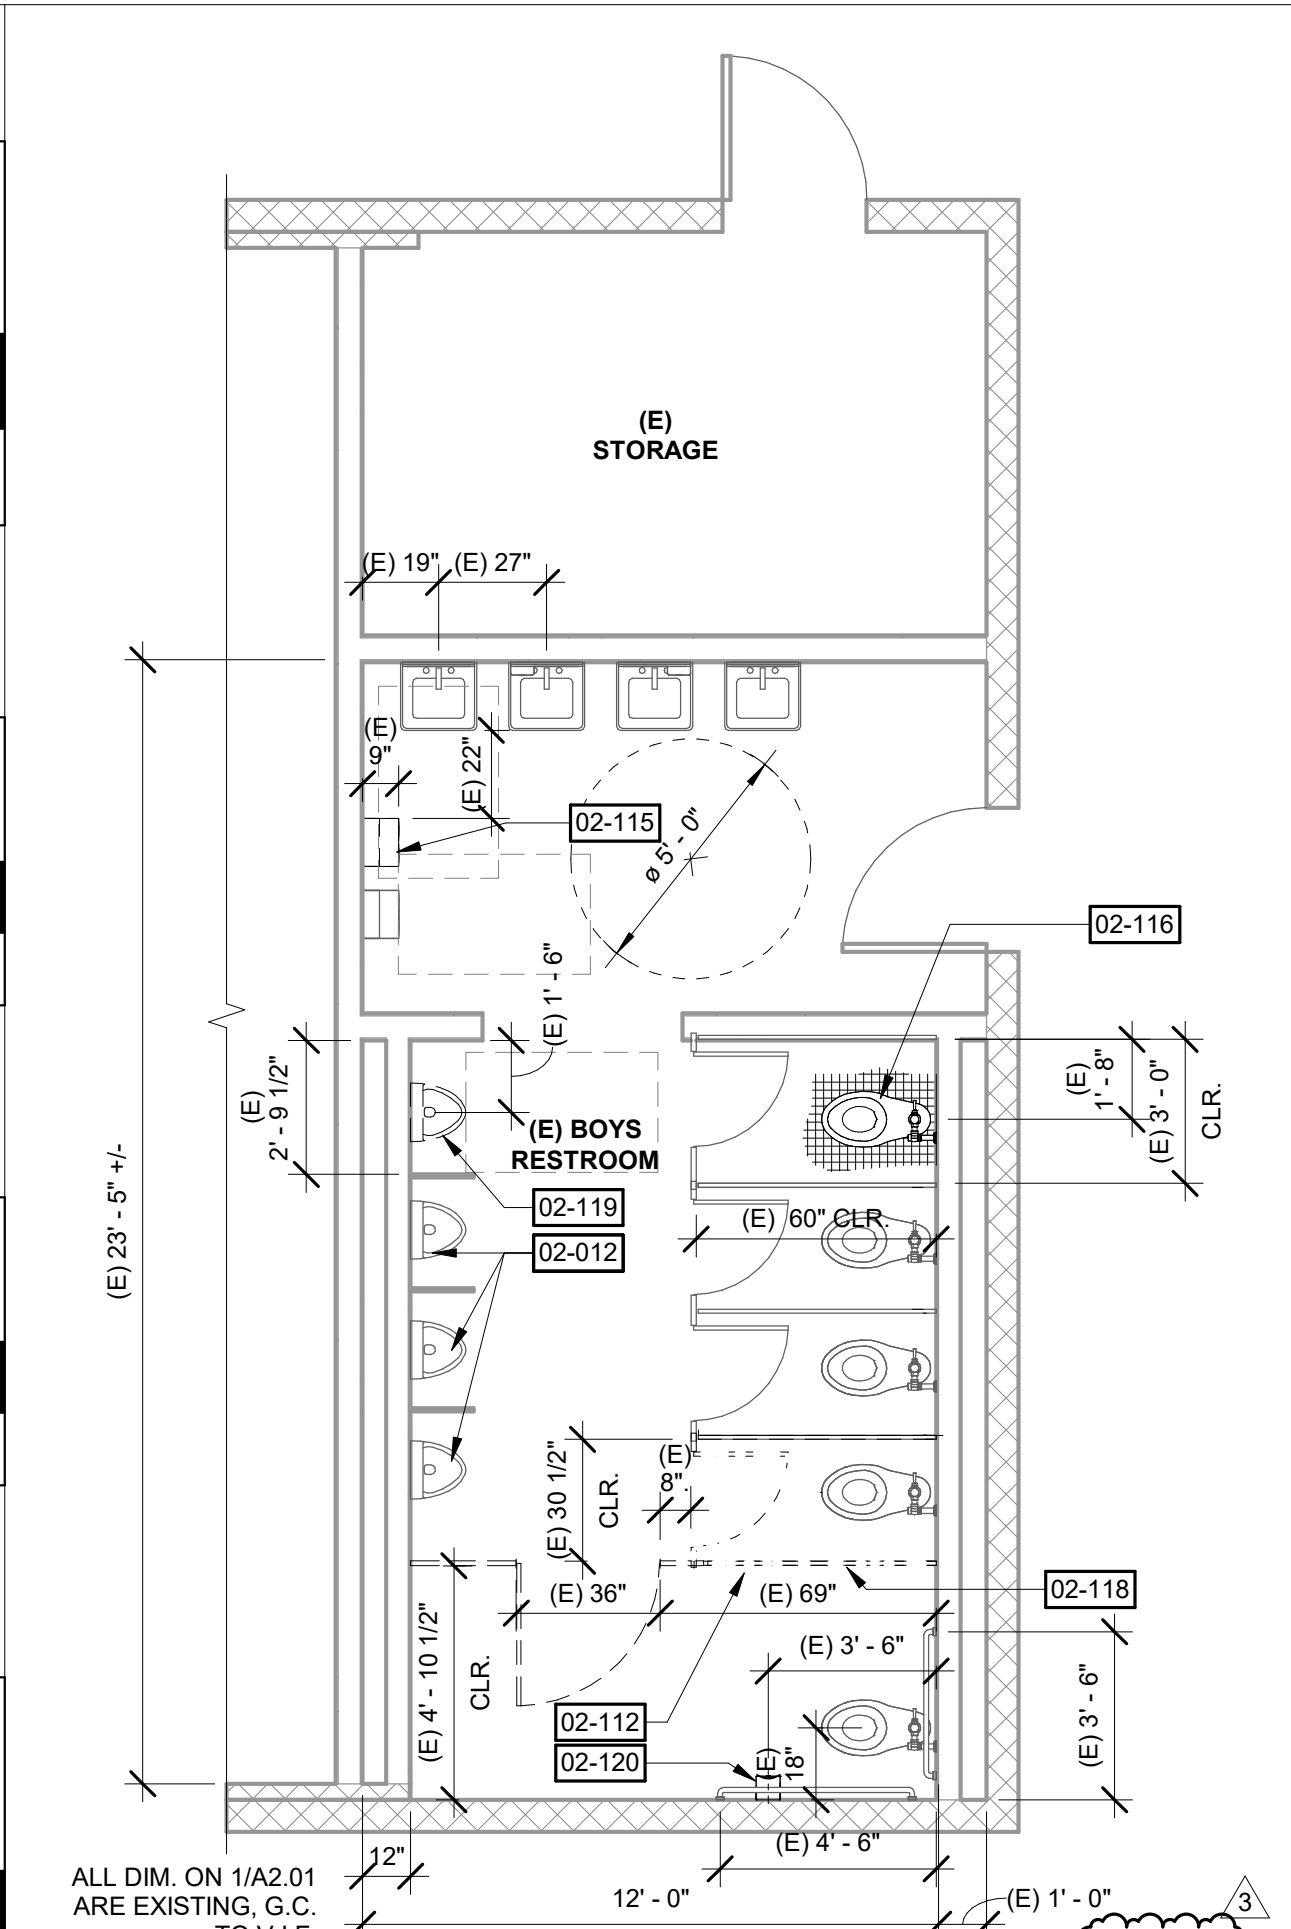 (E)
STORAGE
(E) 19"
(E) 27"
(E)
9"
(E) 22"
02-115
ø 5' - 0"
02-116
(E) 1' - 6"
(E)
2' - 9 1/2"
(E)
1' - 8"
(E) 3' - 0"
CLR.
(E) BOYS
RESTROOM
(E) 23' - 5" +/-
02-119
02-012
(E) 60" CLR.
(E) 30 1/2"
CLR.
(E)
8".
(E) 36"
(E) 69"
02-118
(E) 4' - 10 1/2"
CLR.
(E) 3' - 6"
(E) 3' - 6"
02-112
02-120
(E)
18"
(E) 4' - 6"
12"
12' - 0"
(E) 1' - 0"
3
ALL DIM. ON 1/A2.01
ARE EXISTING, G.C.
TO V.I.F.